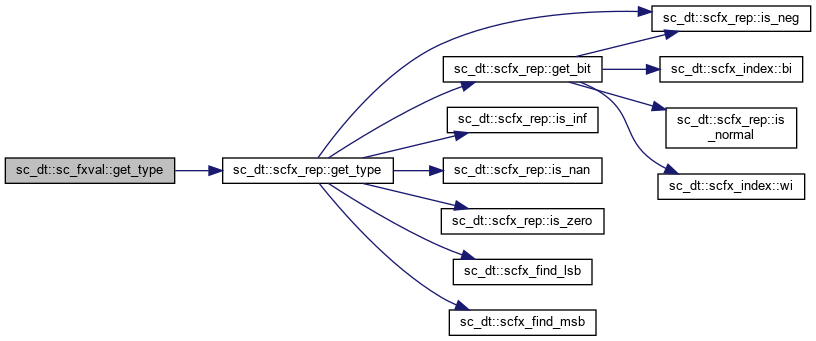 sc_dt::sc_fxval::get_type
sc_dt::scfx_rep::get_type
sc_dt::scfx_rep::is_neg
sc_dt::scfx_rep::get_bit
sc_dt::scfx_index::bi
sc_dt::scfx_rep::is
_normal
sc_dt::scfx_index::wi
sc_dt::scfx_rep::is_inf
sc_dt::scfx_rep::is_nan
sc_dt::scfx_rep::is_zero
sc_dt::scfx_find_lsb
sc_dt::scfx_find_msb